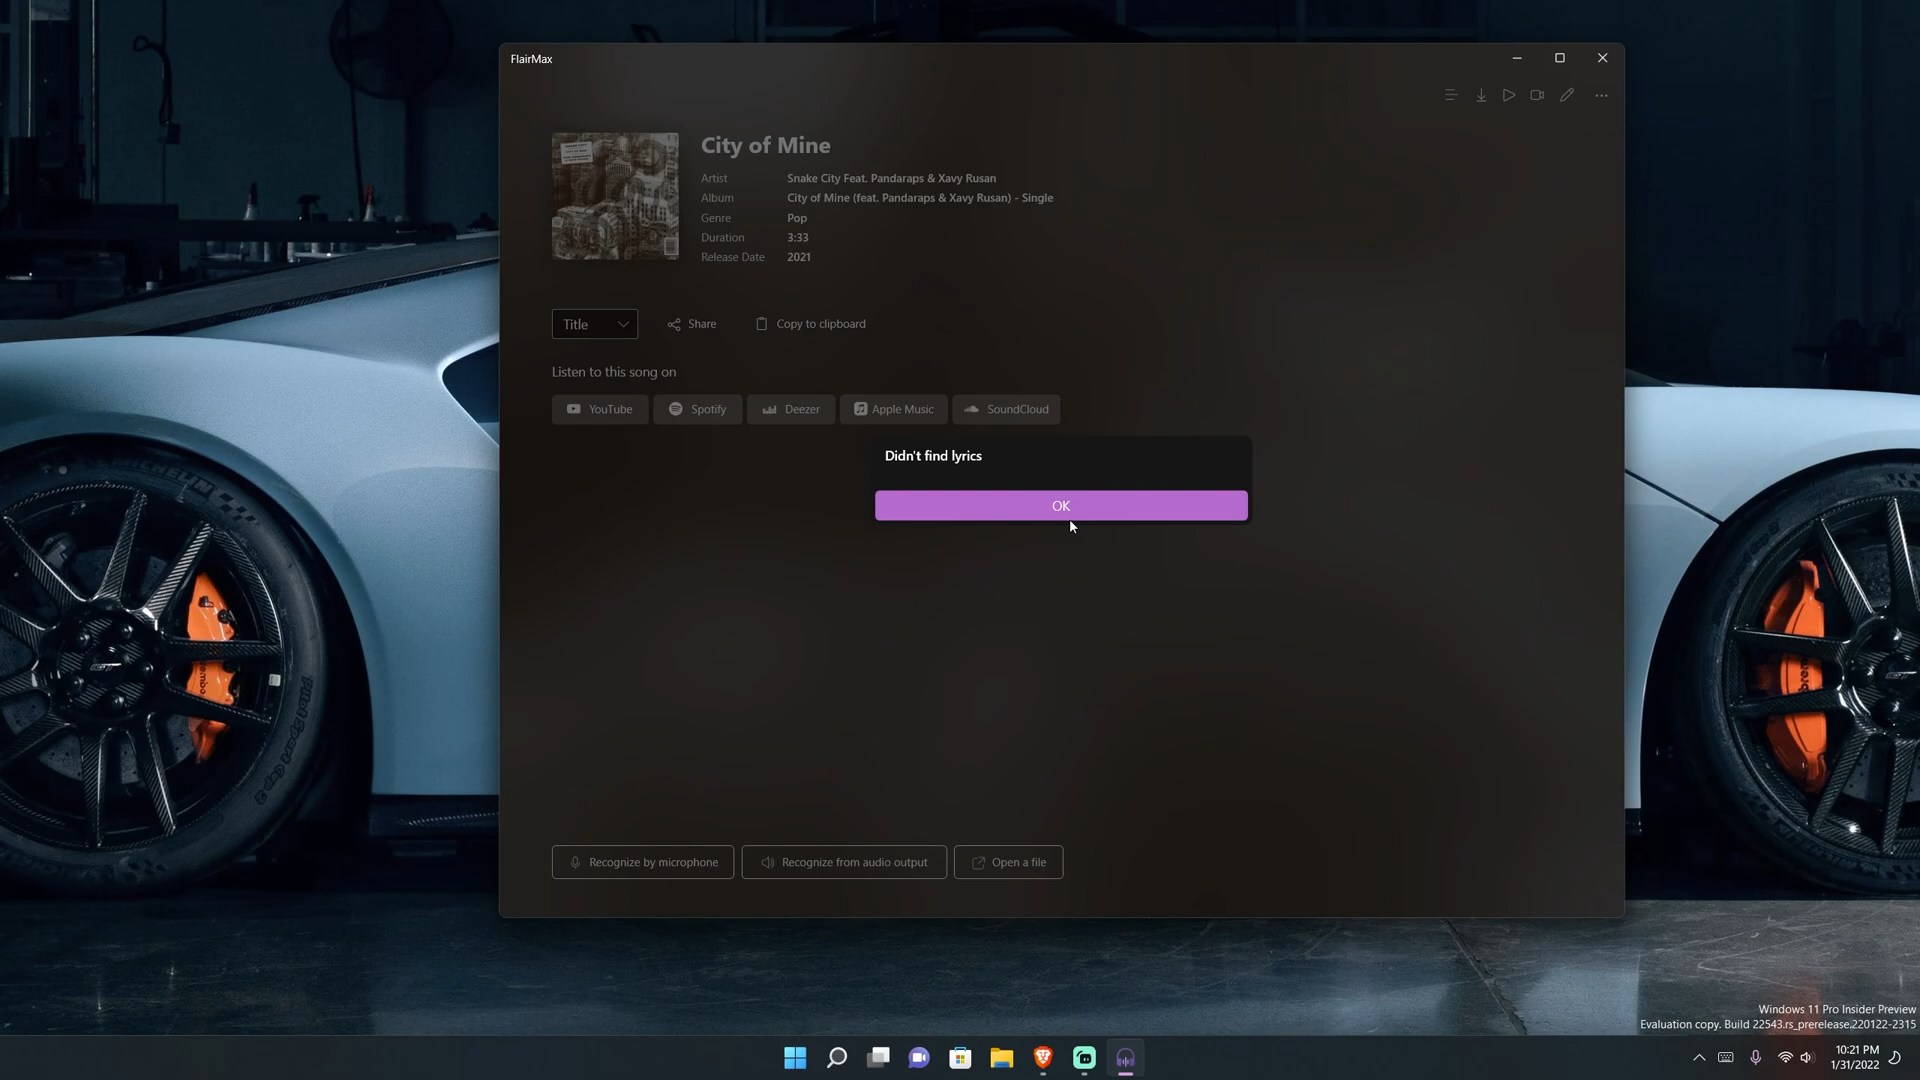 FlairMax
City of Mine
Artist Snake City Feat. Pandaraps & Xavy Rusan
Album City of Mine (feat. Pandaraps & Xavy Rusan) - Single
Genre Pop
Duration 3:33
Release Date 2021
Title Share Copy to clipboard
Listen to this song on
YouTube Spotify Deezer Apple Music SoundCloud
Didn't find lyrics
OK
Recognize by microphone Recognize from audio output Open a file
Windows 11 Pro Insider Preview
Evaluation copy. Build 22543.rs_prerelease.220122-2315
10:21 PM
1/31/2022